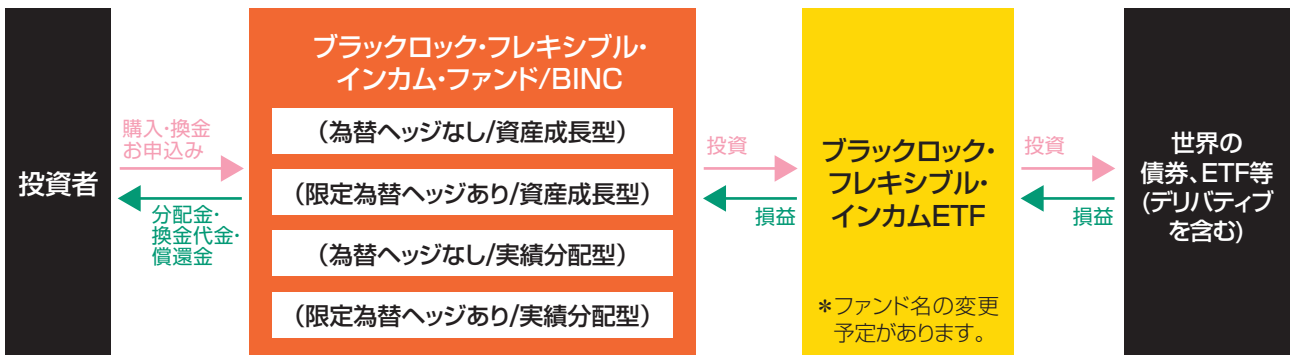 投資者
購入・換金
お申込み
分配金・
換金代金・
償還金
ブラックロック・フレキシブル・
インカム・ファンド/BINC
（為替ヘッジなし/資産成長型）
（限定為替ヘッジあり/資産成長型）
（為替ヘッジなし/実績分配型）
（限定為替ヘッジあり/実績分配型）
投資
損益
ブラックロック・
フレキシブル・
インカムETF
＊ファンド名の変更
予定があります。
投資
損益
世界の
債券、ETF等
(デリバティブ
を含む)